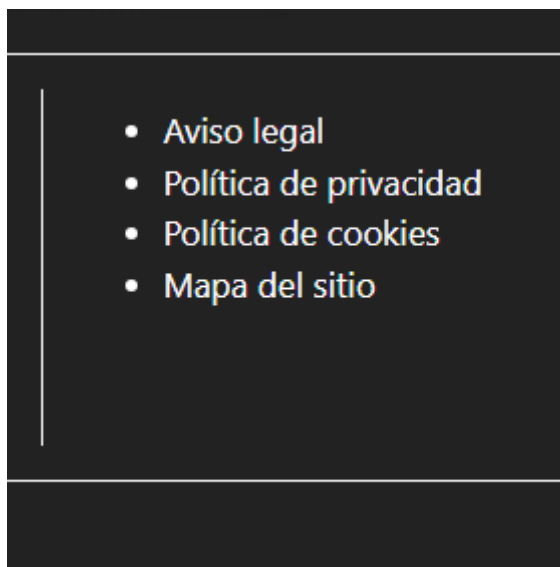 Aviso legal
Política de privacidad
Política de cookies
Mapa del sitio